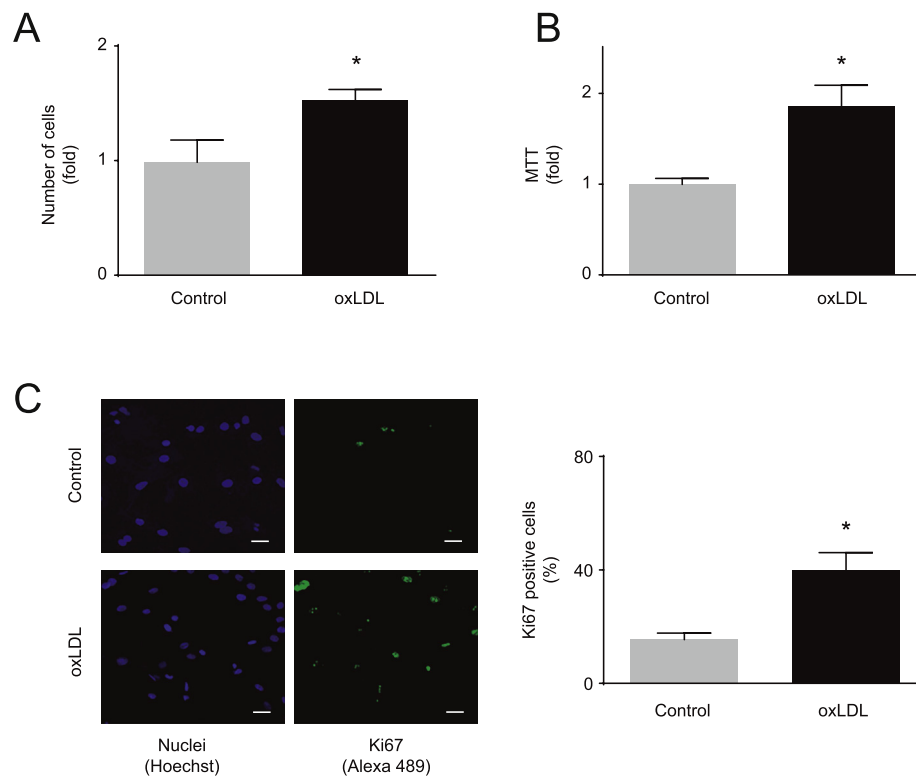 A
2
1
0
Number of cells
(fold)
*
Control
oxLDL
B
2
1
0
MTT
(fold)
*
Control
oxLDL
C
Control
oxLDL
Nuclei
(Hoechst)
Ki67
(Alexa 489)
80
40
0
Ki67 positive cells
(%)
*
Control
oxLDL